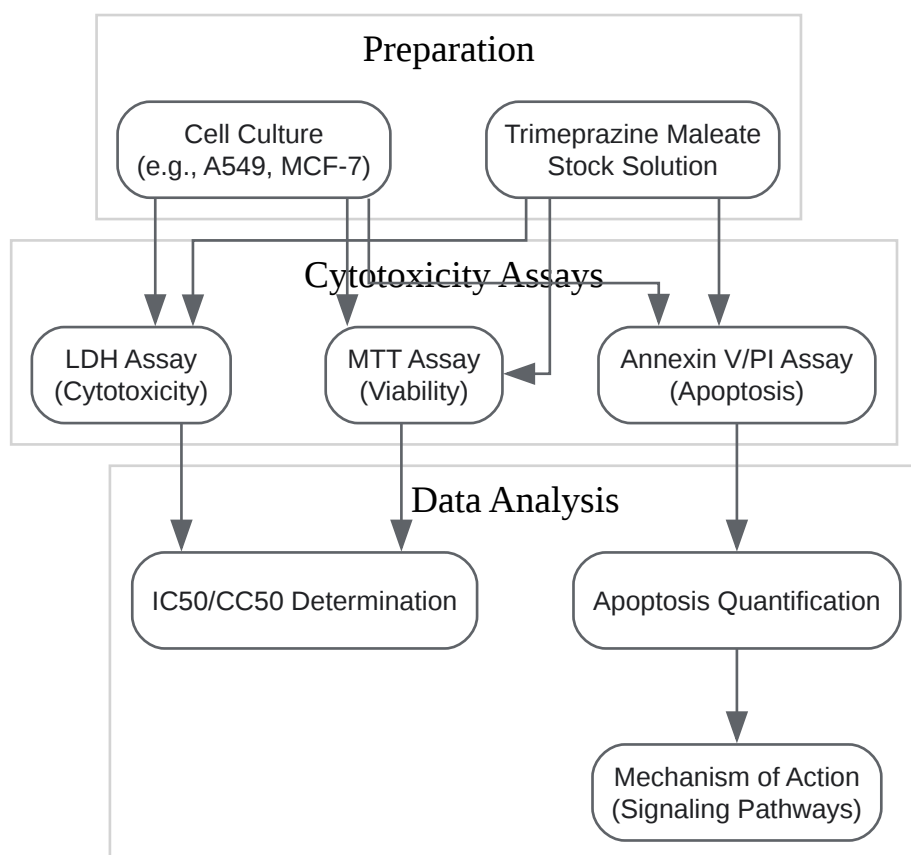 Preparation
Cell Culture
(e.g., A549, MCF-7)
Trimeprazine Maleate
Stock Solution
Cytotoxicity Assays
LDH Assay
(Cytotoxicity)
MTT Assay
(Viability)
Annexin V/PI Assay
(Apoptosis)
Data Analysis
IC50/CC50 Determination
Apoptosis Quantification
Mechanism of Action
(Signaling Pathways)